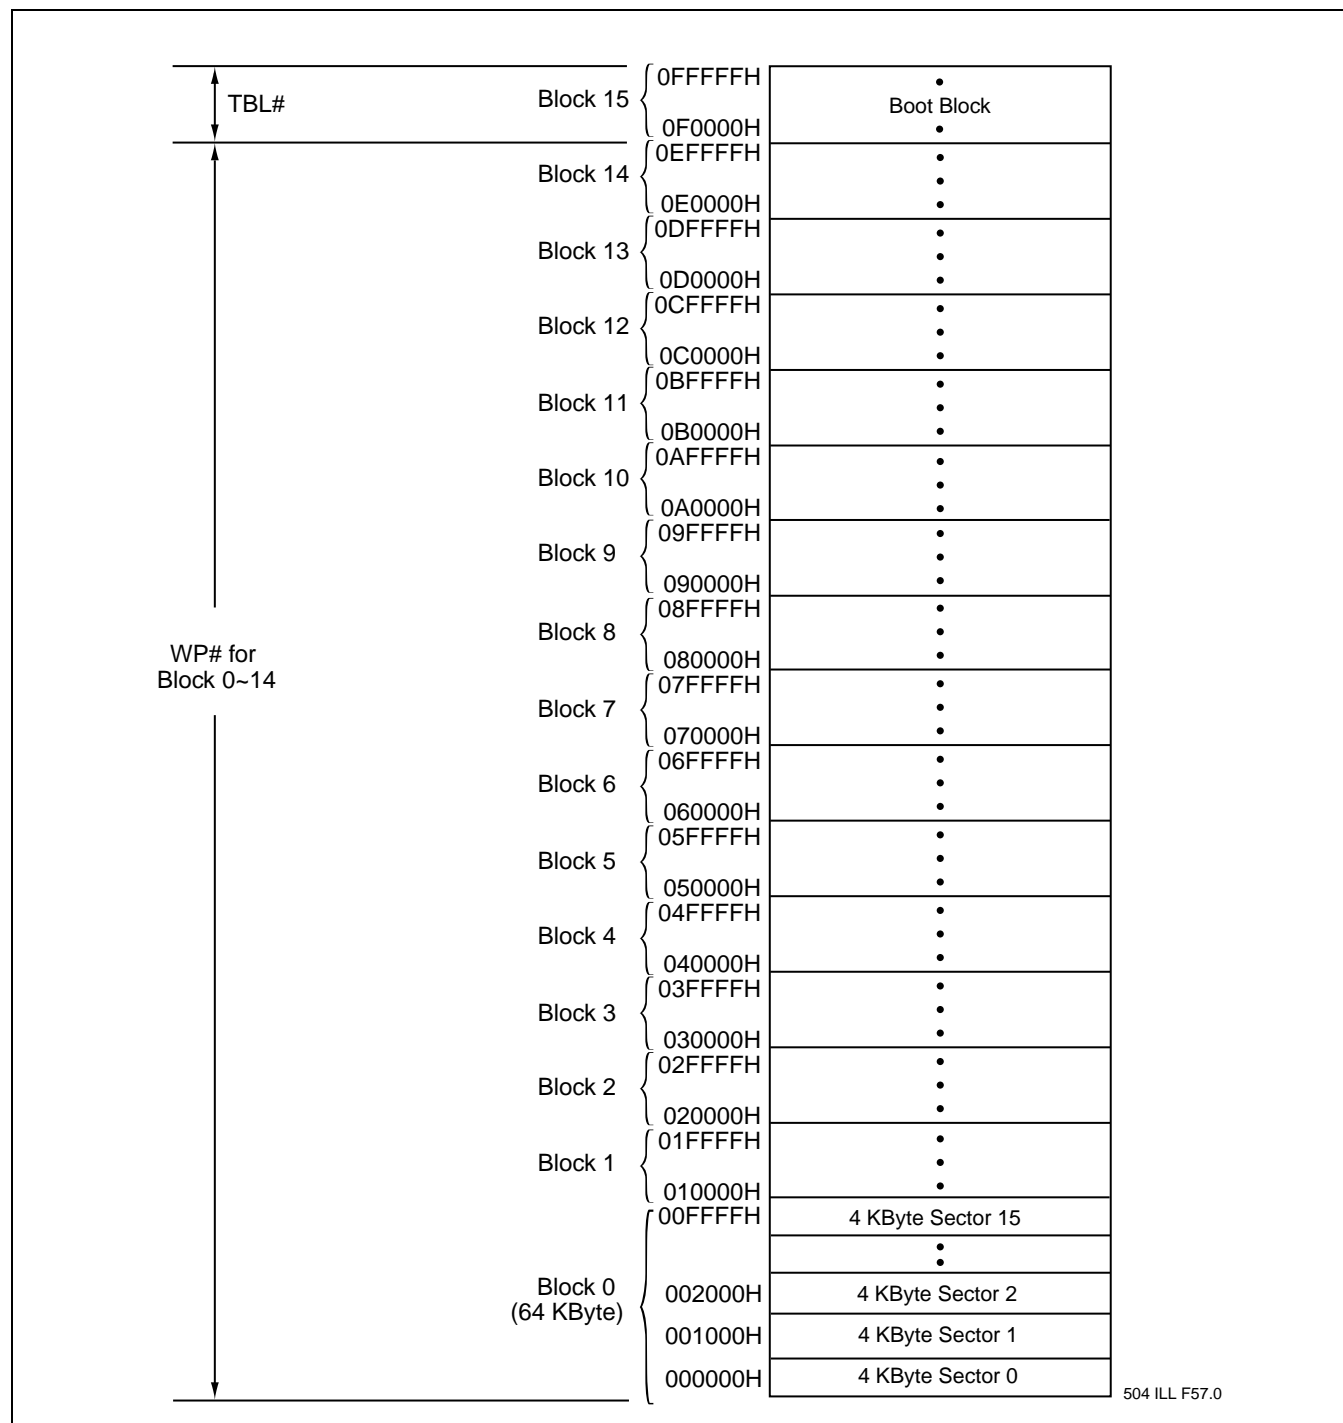 0FFFFFH
TBL#
Block 15
Boot Block
0F0000H
0EFFFFH
Block 14
0E0000H
0DFFFFH
Block 13
0D0000H
0CFFFFH
Block 12
0C0000H
0BFFFFH
Block 11
0B0000H
0AFFFFH
Block 10
0A0000H
09FFFFH
Block 9
090000H
08FFFFH
Block 8
080000H
WP# for
Block 0~14
07FFFFH
Block 7
070000H
06FFFFH
Block 6
060000H
05FFFFH
Block 5
050000H
04FFFFH
Block 4
040000H
03FFFFH
Block 3
030000H
02FFFFH
Block 2
020000H
01FFFFH
Block 1
010000H
00FFFFH
4 KByte Sector 15
Block 0
(64 KByte)
002000H
4 KByte Sector 2
001000H
4 KByte Sector 1
000000H
4 KByte Sector 0
504 ILL F57.0